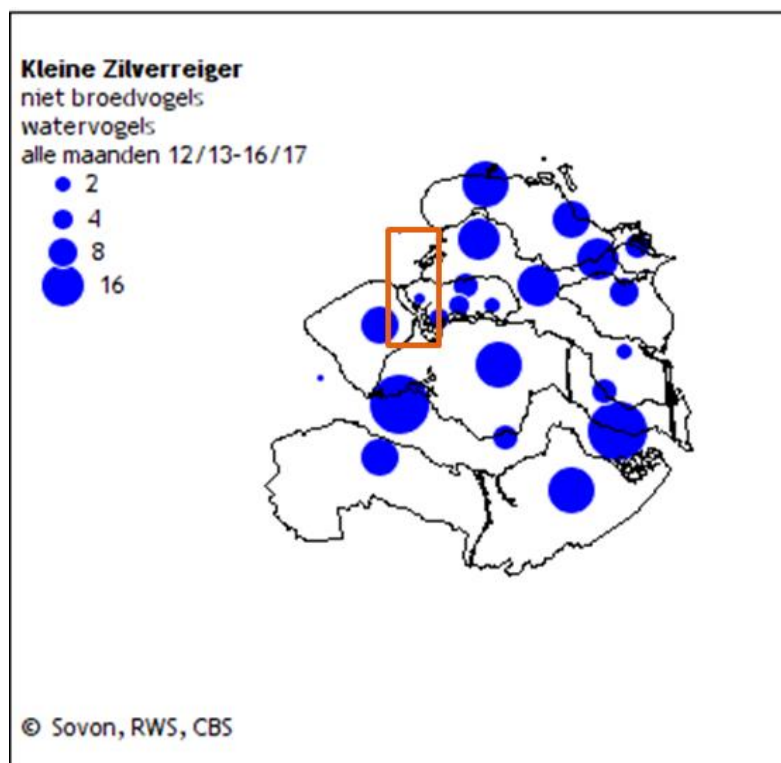 Kleine Zilverreiger
niet broedvogels
watervogels
alle maanden 12/13-16/17
2
4
8
16
© Sovon, RWS, CBS